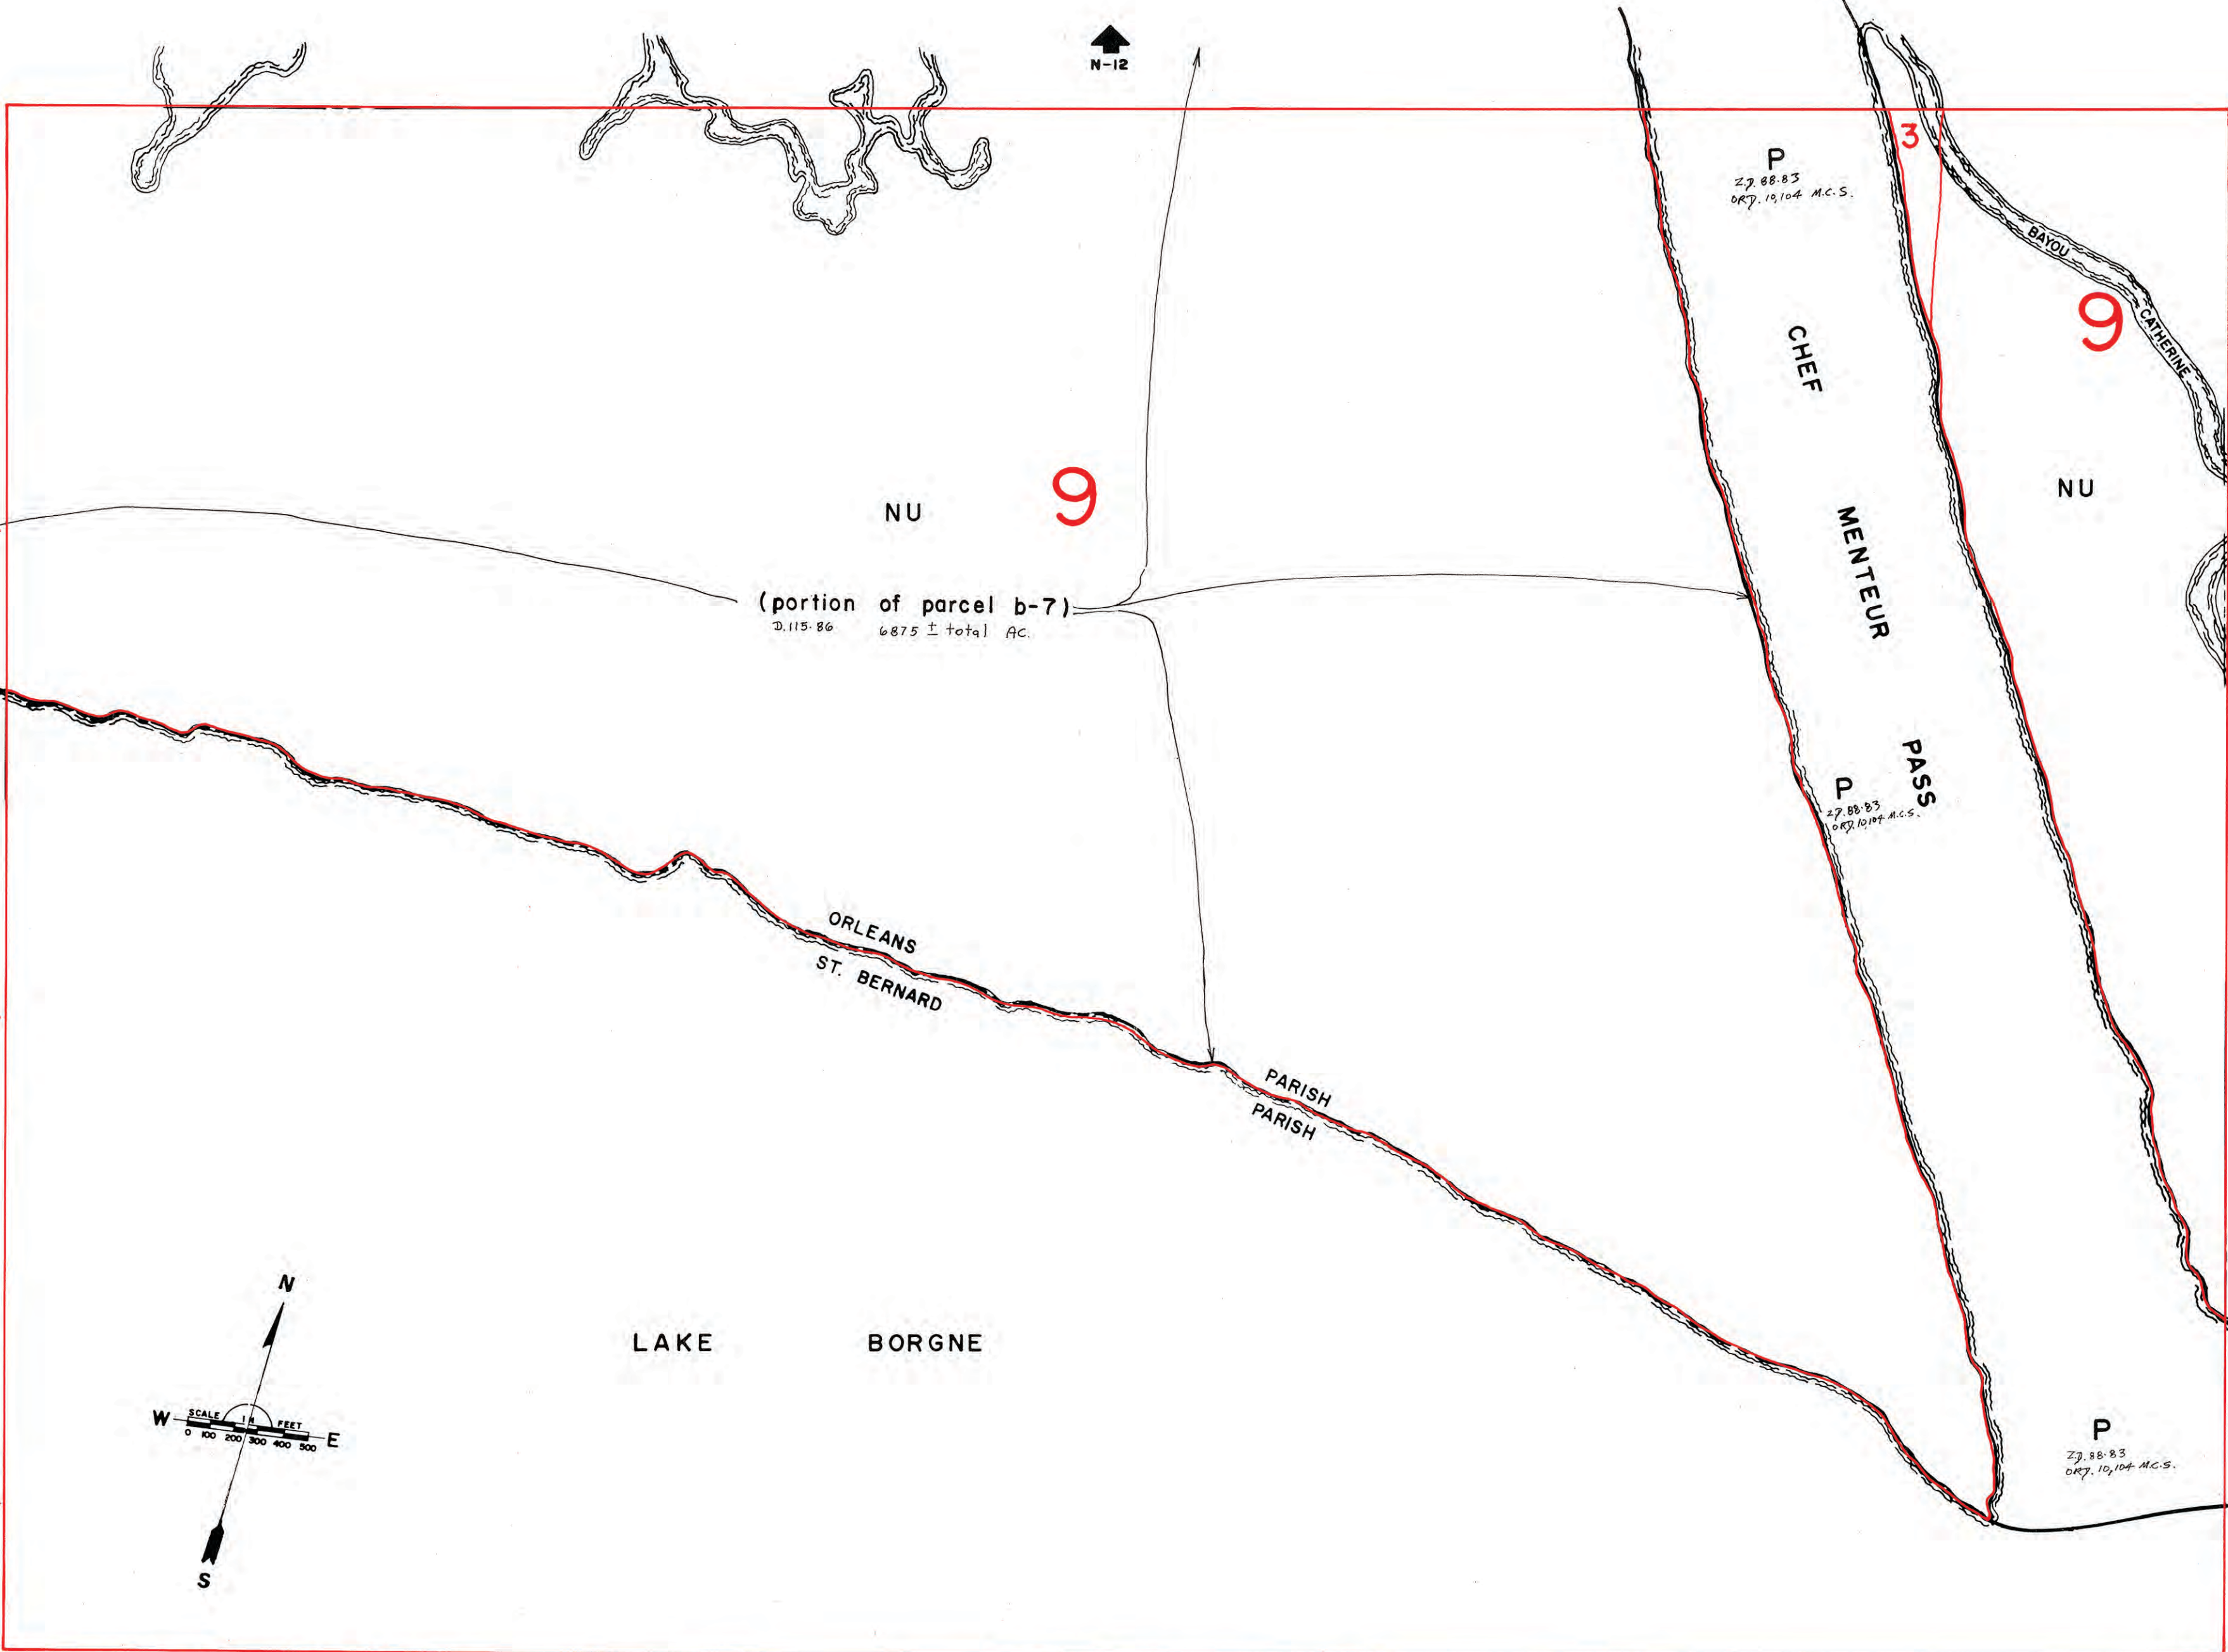 N-12
3
P
Z.D. 88-83
ORD. 10,104 M.C.S.
BAYOU
CATHERINE
9
CHEF
MENTEUR
PASS
NU
9
NU
(portion of parcel b-7)
D.115-86 6875 ± total AC.
P
Z.D. 88-83
ORD. 10,104 M.C.S.
ORLEANS
ST. BERNARD
PARISH
PARISH
LAKE BORGNE
N
W
SCALE IN FEET
0 100 200 300 400 500
E
S
P
Z.D. 88-83
ORD. 10,104 M.C.S.